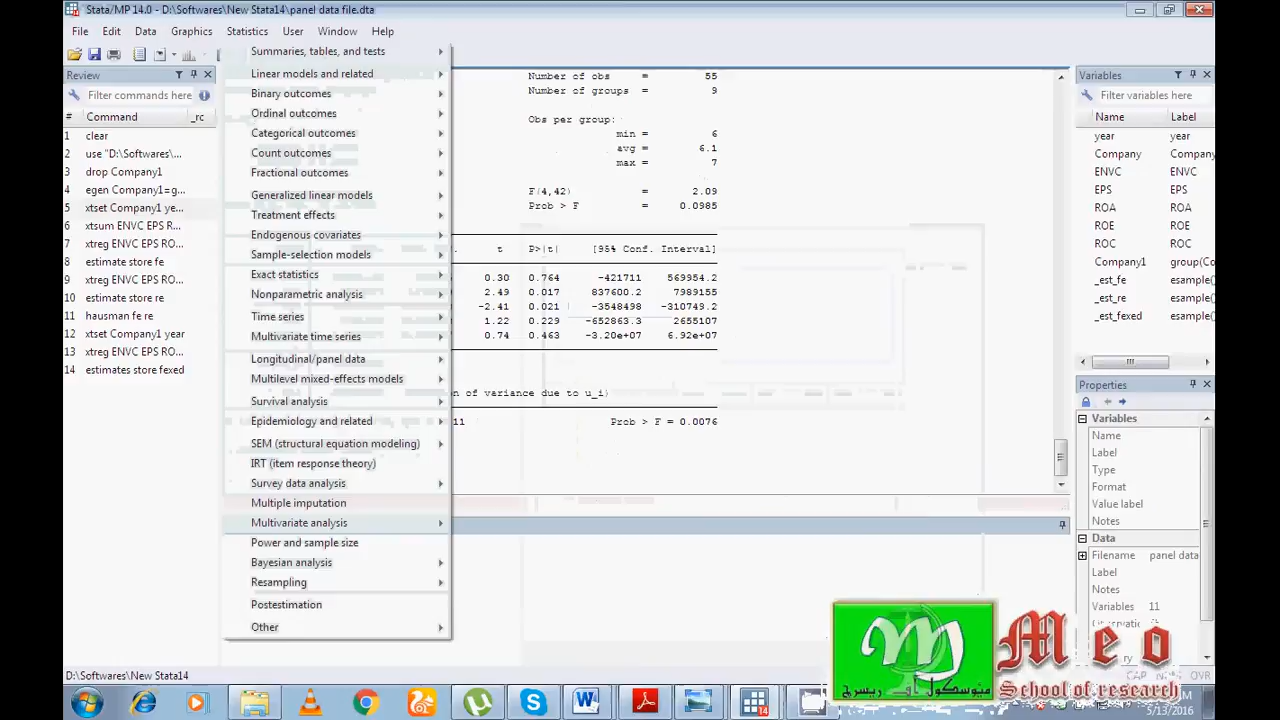 Stata/MP 14.0 - D:\Softwares\New Stata14\panel data file.dta
File Edit Data Graphics Statistics User Window Help
Review
Filter commands here
# Command _rc
1 clear
2 use "D:\Softwares\...
3 drop Company1
4 egen Company1=g...
5 xtset Company1 ye...
6 xtsum ENVC EPS RO...
7 xtreg ENVC EPS RO...
8 estimate store fe
9 xtreg ENVC EPS RO...
10 estimate store re
11 hausman fe re
12 xtset Company1 year
13 xtreg ENVC EPS RO...
14 estimates store fexed
Summaries, tables, and tests
Linear models and related
Binary outcomes
Ordinal outcomes
Categorical outcomes
Count outcomes
Fractional outcomes
Generalized linear models
Treatment effects
Endogenous covariates
Sample-selection models
Exact statistics
Nonparametric analysis
Time series
Multivariate time series
Longitudinal/panel data
Multilevel mixed-effects models
Survival analysis
Epidemiology and related
SEM (structural equation modeling)
IRT (item response theory)
Survey data analysis
Multiple imputation
Multivariate analysis
Power and sample size
Bayesian analysis
Resampling
Postestimation
Other
Number of obs = 55
Number of groups = 9
Obs per group:
min = 6
avg = 6.1
max = 7
F(4,42) = 2.09
Prob > F = 0.0985
t P>|t| [95% Conf. Interval]
0.30 0.764 -421711 569954.2
2.49 0.017 837600.2 7989155
-2.41 0.021 -3548498 -310749.2
1.22 0.229 -652863.3 2655107
0.74 0.463 -3.20e+07 6.92e+07
n of variance due to u_i)
11 Prob > F = 0.0076
Variables
Filter variables here
Name Label
year year
Company Company
ENVC ENVC
EPS EPS
ROA ROA
ROE ROE
ROC ROC
Company1 group(Co
_est_fe esample(
_est_re esample(
_est_fexed esample(
Properties
Variables
Name
Label
Type
Format
Value label
Notes
Data
Filename panel data
Label
Notes
Variables 11
D:\Softwares\New Stata14
CAP NUM OVR
Meo
School of research
5/13/2016